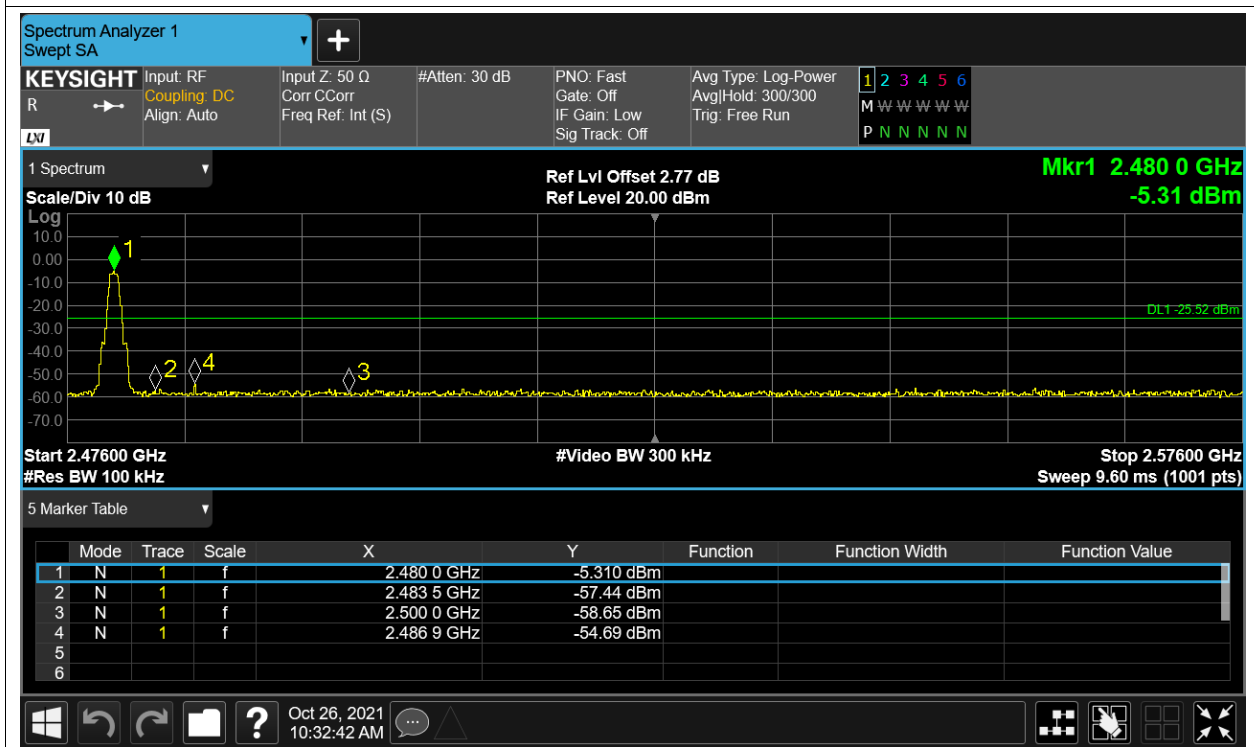 Spectrum Analyzer 1
Swept SA
KEYSIGHT Input: RF Input Z: 50 Ω #Atten: 30 dB PNO: Fast Avg Type: Log-Power 1 2 3 4 5 6
R Coupling: DC Corr CCorr Gate: Off Avg|Hold: 300/300 M W W W W W W
Align: Auto Freq Ref: Int (S) IF Gain: Low Trig: Free Run
LXI Sig Track: Off P N N N N N N
1 Spectrum Ref Lvl Offset 2.77 dB Mkr1 2.480 0 GHz
Scale/Div 10 dB Ref Level 20.00 dBm -5.31 dBm
Log
10.0
1
0.00
-10.0
-20.0
DL1 -25.52 dBm
-30.0
-40.0
2 4 3
-50.0
-60.0
-70.0
Start 2.47600 GHz #Video BW 300 kHz Stop 2.57600 GHz
#Res BW 100 kHz Sweep 9.60 ms (1001 pts)
5 Marker Table
Mode Trace Scale X Y Function Function Width Function Value
1 N 1 f 2.480 0 GHz -5.310 dBm
2 N 1 f 2.483 5 GHz -57.44 dBm
3 N 1 f 2.500 0 GHz -58.65 dBm
4 N 1 f 2.486 9 GHz -54.69 dBm
5
6
? Oct 26, 2021
10:32:42 AM